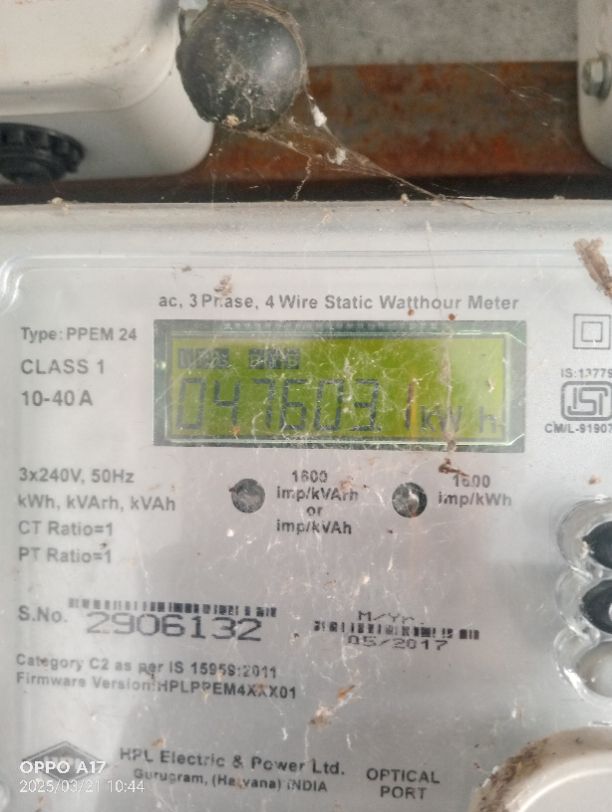 ac, 3 Phase, 4 Wire Static Watthour Meter
Type: PPEM 24
CLASS 1
10-40 A
047603.1 kWh
IS:13779
CM/L-91907
3x240V, 50Hz
kWh, kVArh, kVAh
CT Ratio=1
PT Ratio=1
1600
imp/kVArh
or
imp/kVAh
1600
imp/kWh
S.No.
2906132
M/Yr.
05/2017
Category C2 as per IS 15959:2011
Firmware Version:HPLPPEM4XXX01
HPL Electric & Power Ltd.
Gurugram, (Haryana) INDIA
OPTICAL
PORT
OPPO A17
2025/03/21 10:44